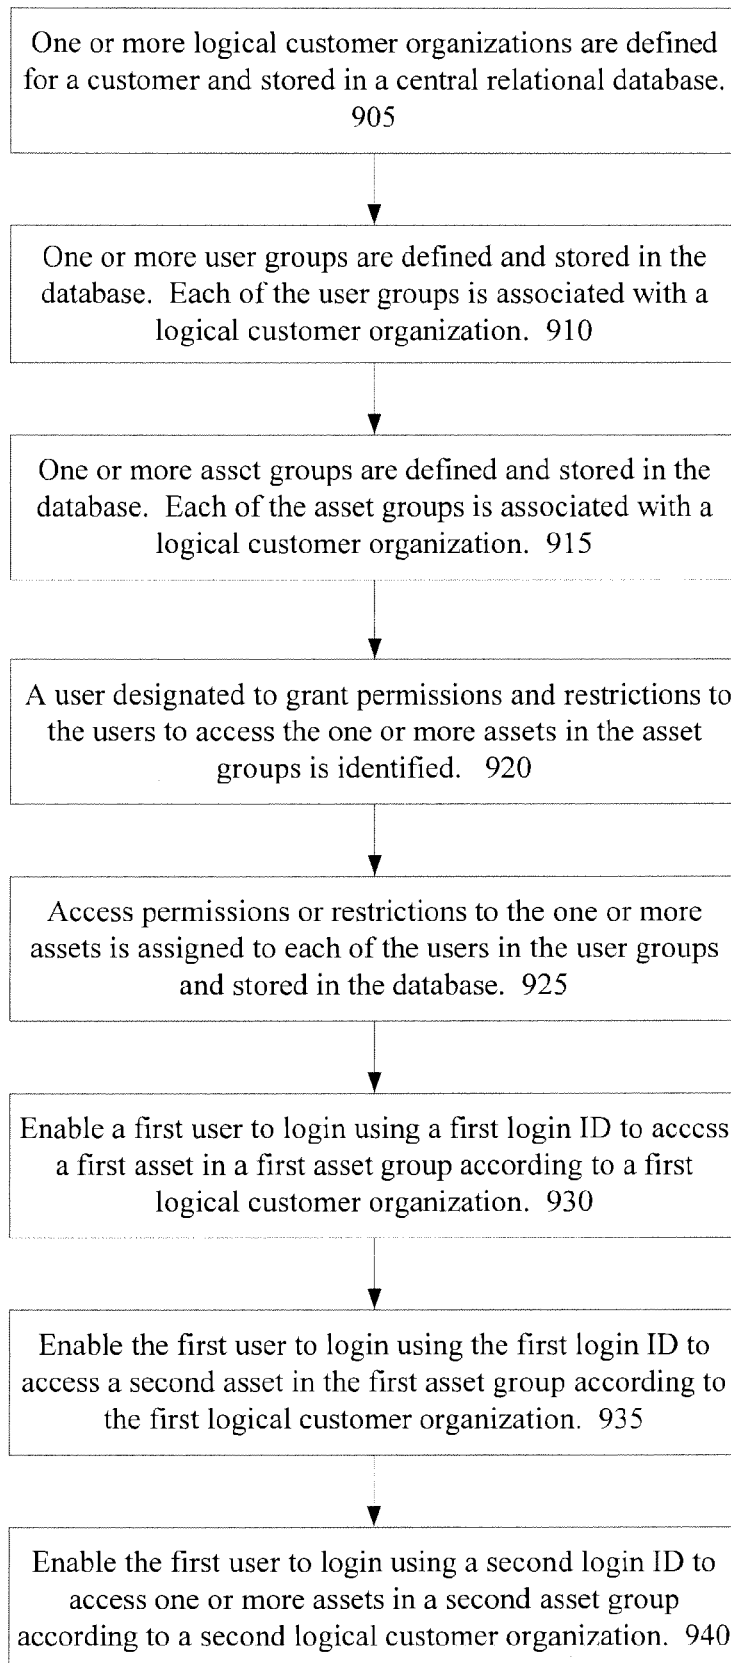 One or more logical customer organizations are defined
for a customer and stored in a central relational database.
905
One or more user groups are defined and stored in the
database. Each of the user groups is associated with a
logical customer organization. 910
One or more asset groups are defined and stored in the
database. Each of the asset groups is associated with a
logical customer organization. 915
A user designated to grant permissions and restrictions to
the users to access the one or more assets in the asset
groups is identified. 920
Access permissions or restrictions to the one or more
assets is assigned to each of the users in the user groups
and stored in the database. 925
Enable a first user to login using a first login ID to access
a first asset in a first asset group according to a first
logical customer organization. 930
Enable the first user to login using the first login ID to
access a second asset in the first asset group according to
the first logical customer organization. 935
Enable the first user to login using a second login ID to
access one or more assets in a second asset group
according to a second logical customer organization. 940